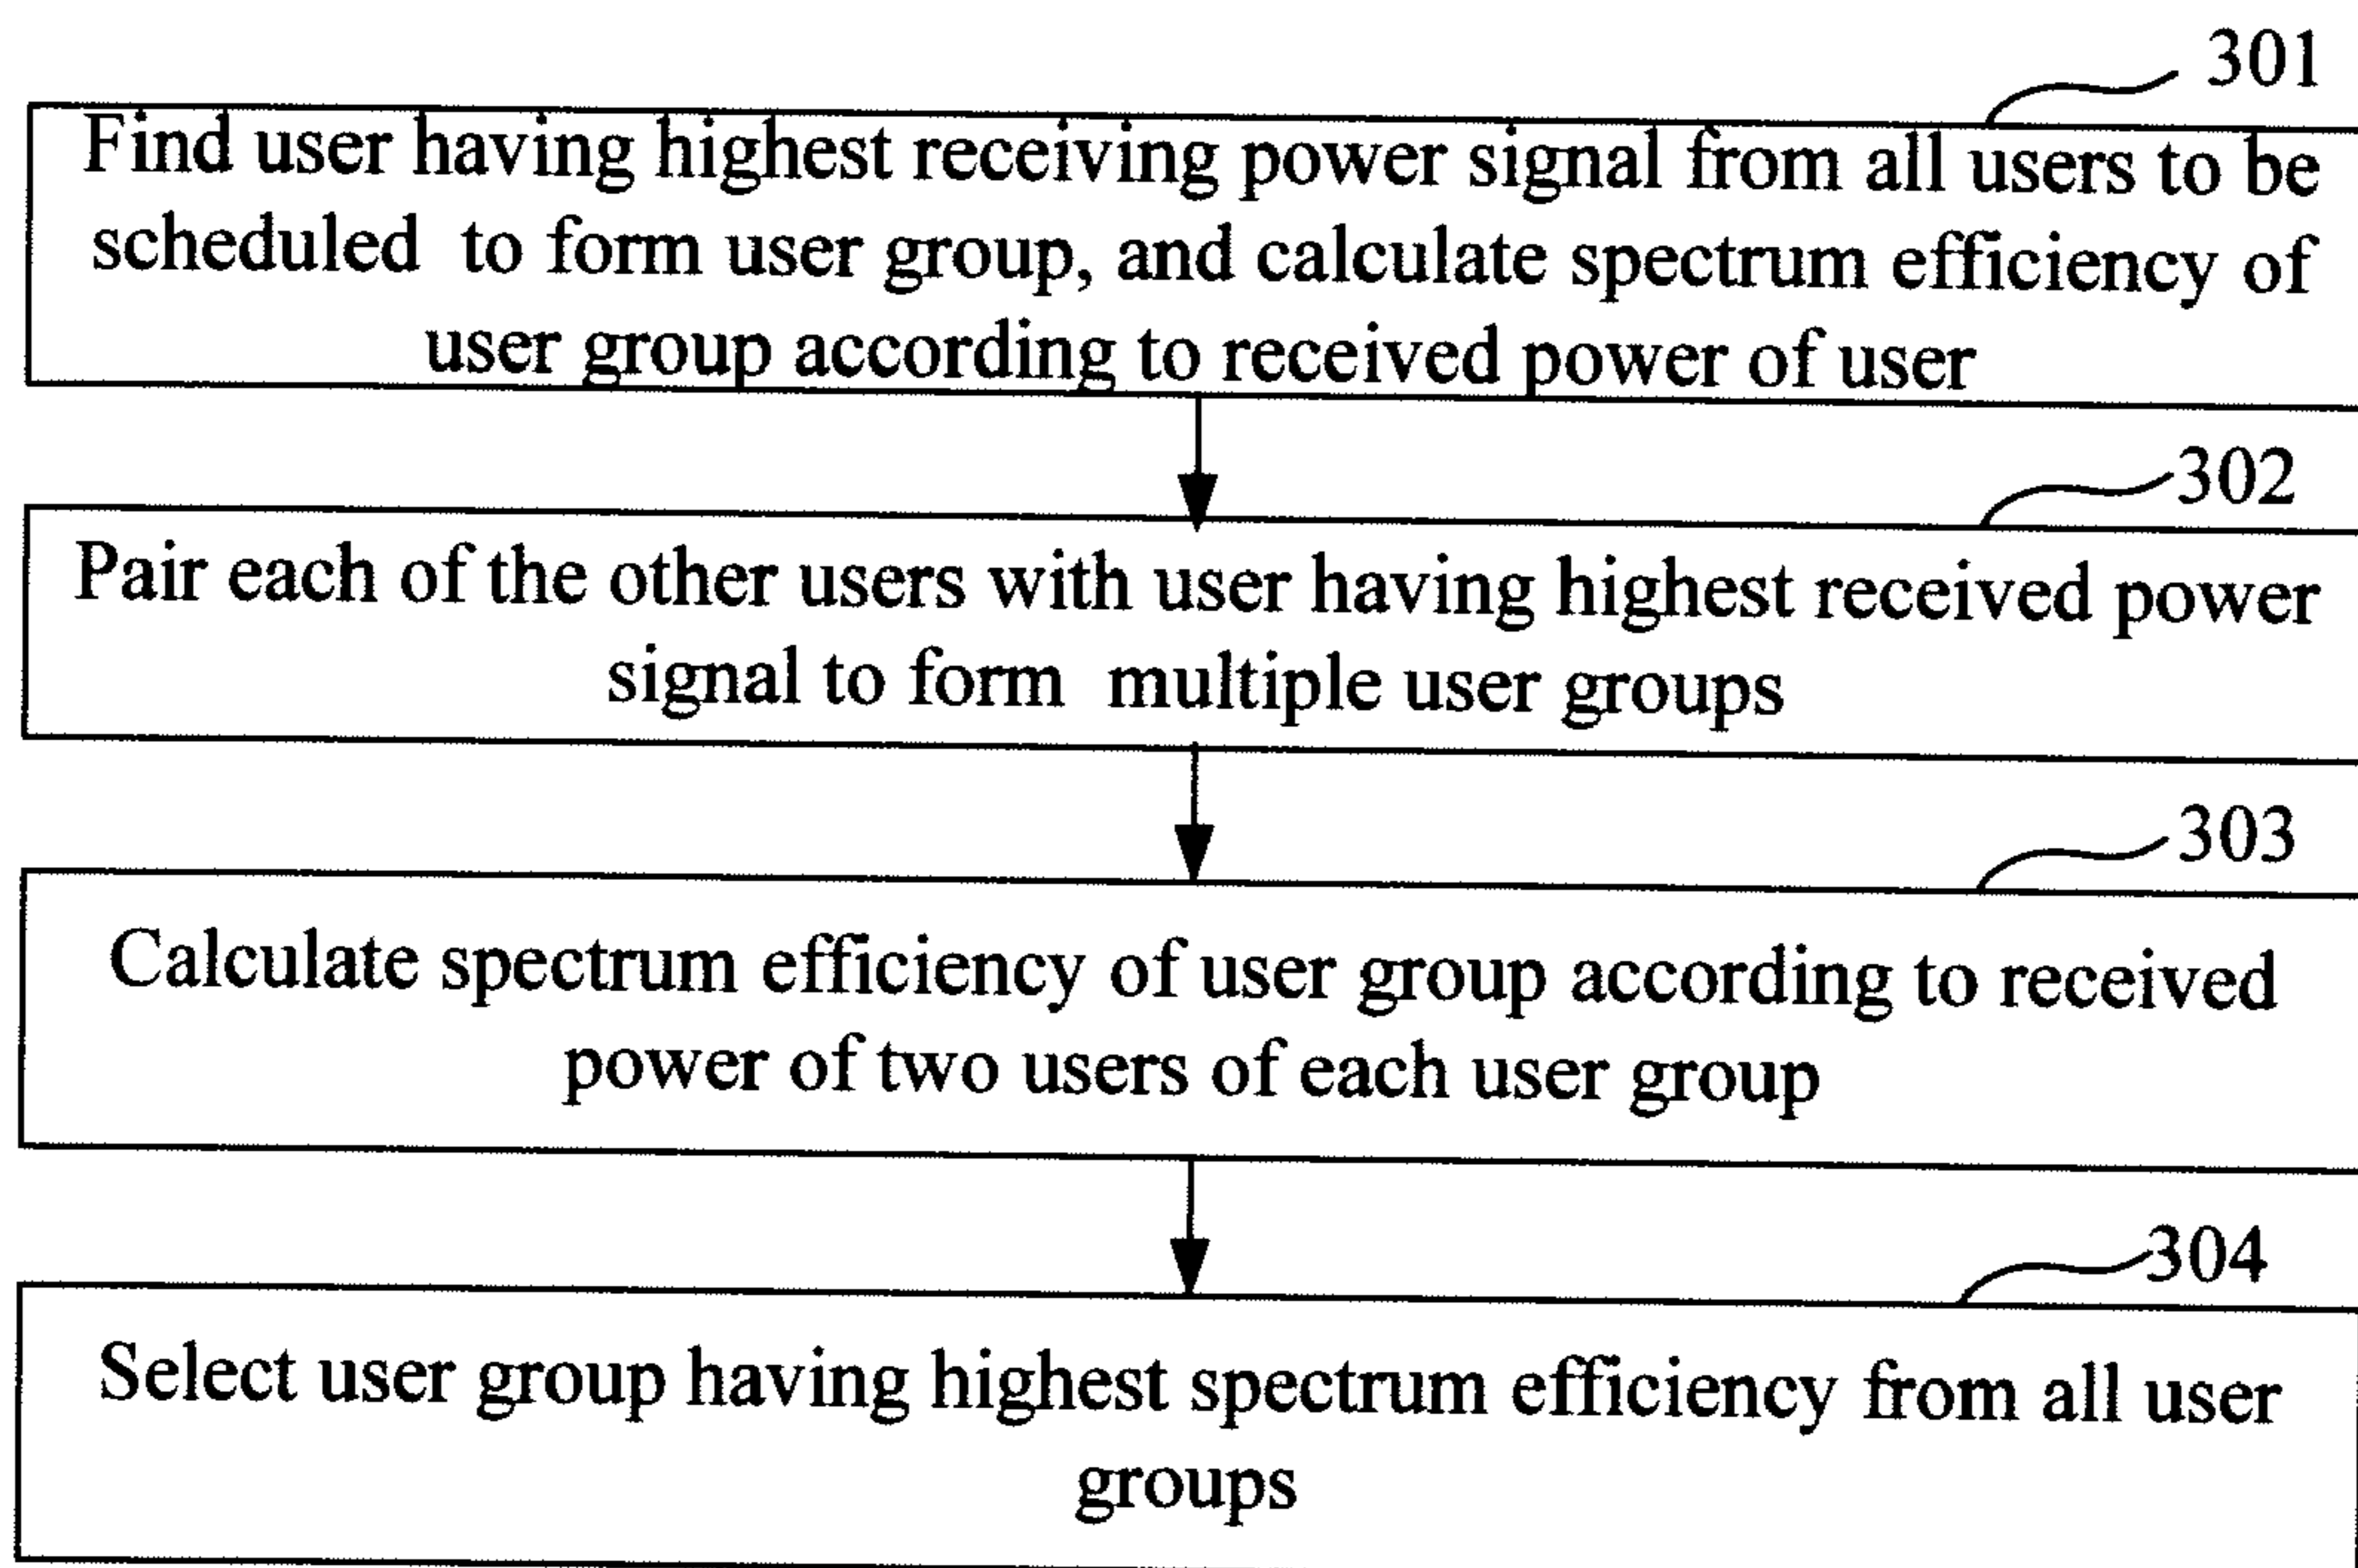 301
Find user having highest receiving power signal from all users to be
scheduled to form user group, and calculate spectrum efficiency of
user group according to received power of user
302
Pair each of the other users with user having highest received power
signal to form multiple user groups
303
Calculate spectrum efficiency of user group according to received
power of two users of each user group
304
Select user group having highest spectrum efficiency from all user
groups